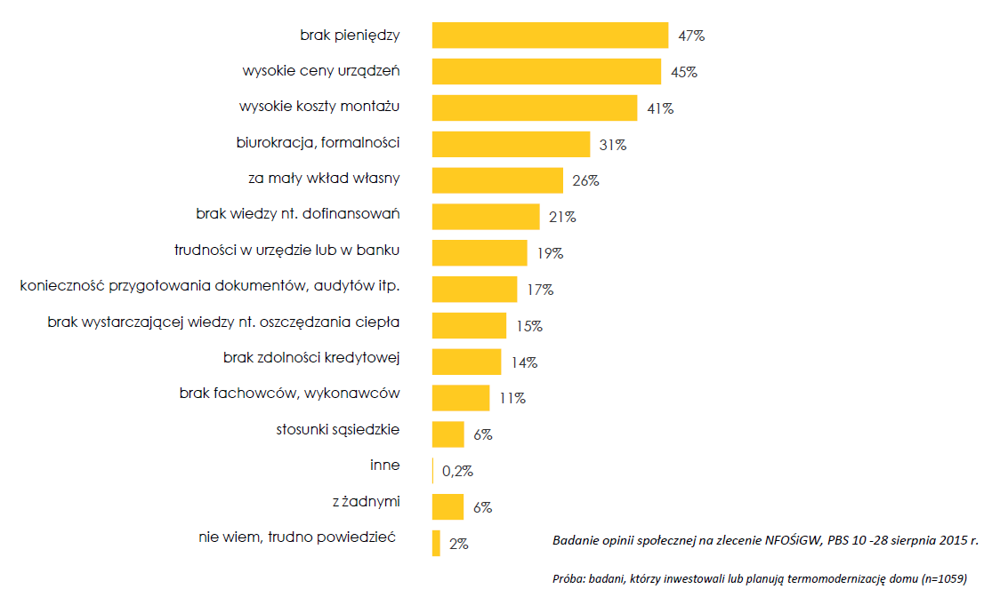 brak pieniędzy 47%
wysokie ceny urządzeń 45%
wysokie koszty montażu 41%
biurokracja, formalności 31%
za mały wkład własny 26%
brak wiedzy nt. dofinansowań 21%
trudności w urzędzie lub w banku 19%
konieczność przygotowania dokumentów, audytów itp. 17%
brak wystarczającej wiedzy nt. oszczędzania ciepła 15%
brak zdolności kredytowej 14%
brak fachowców, wykonawców 11%
stosunki sąsiedzkie 6%
inne 0,2%
z żadnymi 6%
nie wiem, trudno powiedzieć 2%
Badanie opinii społecznej na zlecenie NFOŚiGW, PBS 10 -28 sierpnia 2015 r.
Próba: badani, którzy inwestowali lub planują termomodernizację domu (n=1059)